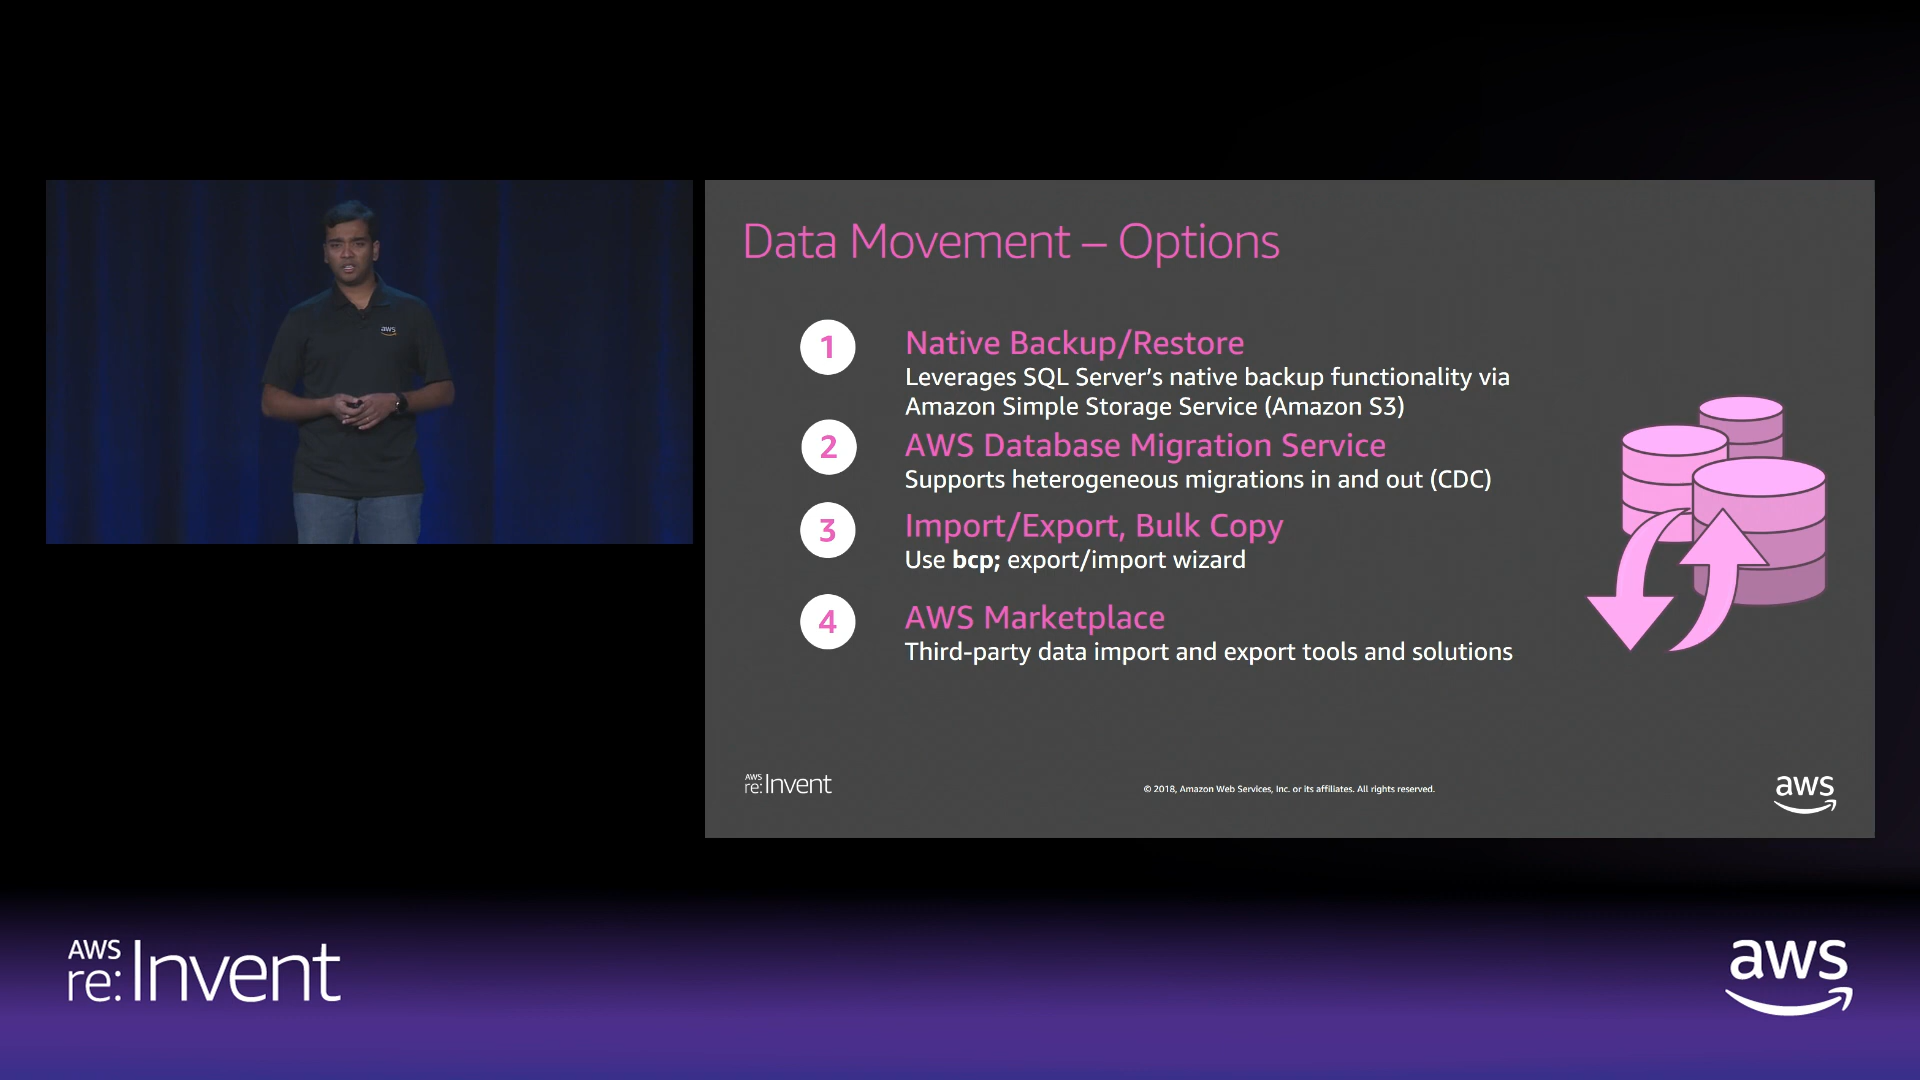 aws
Data Movement – Options
1
Native Backup/Restore
Leverages SQL Server's native backup functionality via
Amazon Simple Storage Service (Amazon S3)
2
AWS Database Migration Service
Supports heterogeneous migrations in and out (CDC)
3
Import/Export, Bulk Copy
Use bcp; export/import wizard
4
AWS Marketplace
Third-party data import and export tools and solutions
AWS
re:Invent
© 2018, Amazon Web Services, Inc. or its affiliates. All rights reserved.
aws
AWS
re:Invent
aws